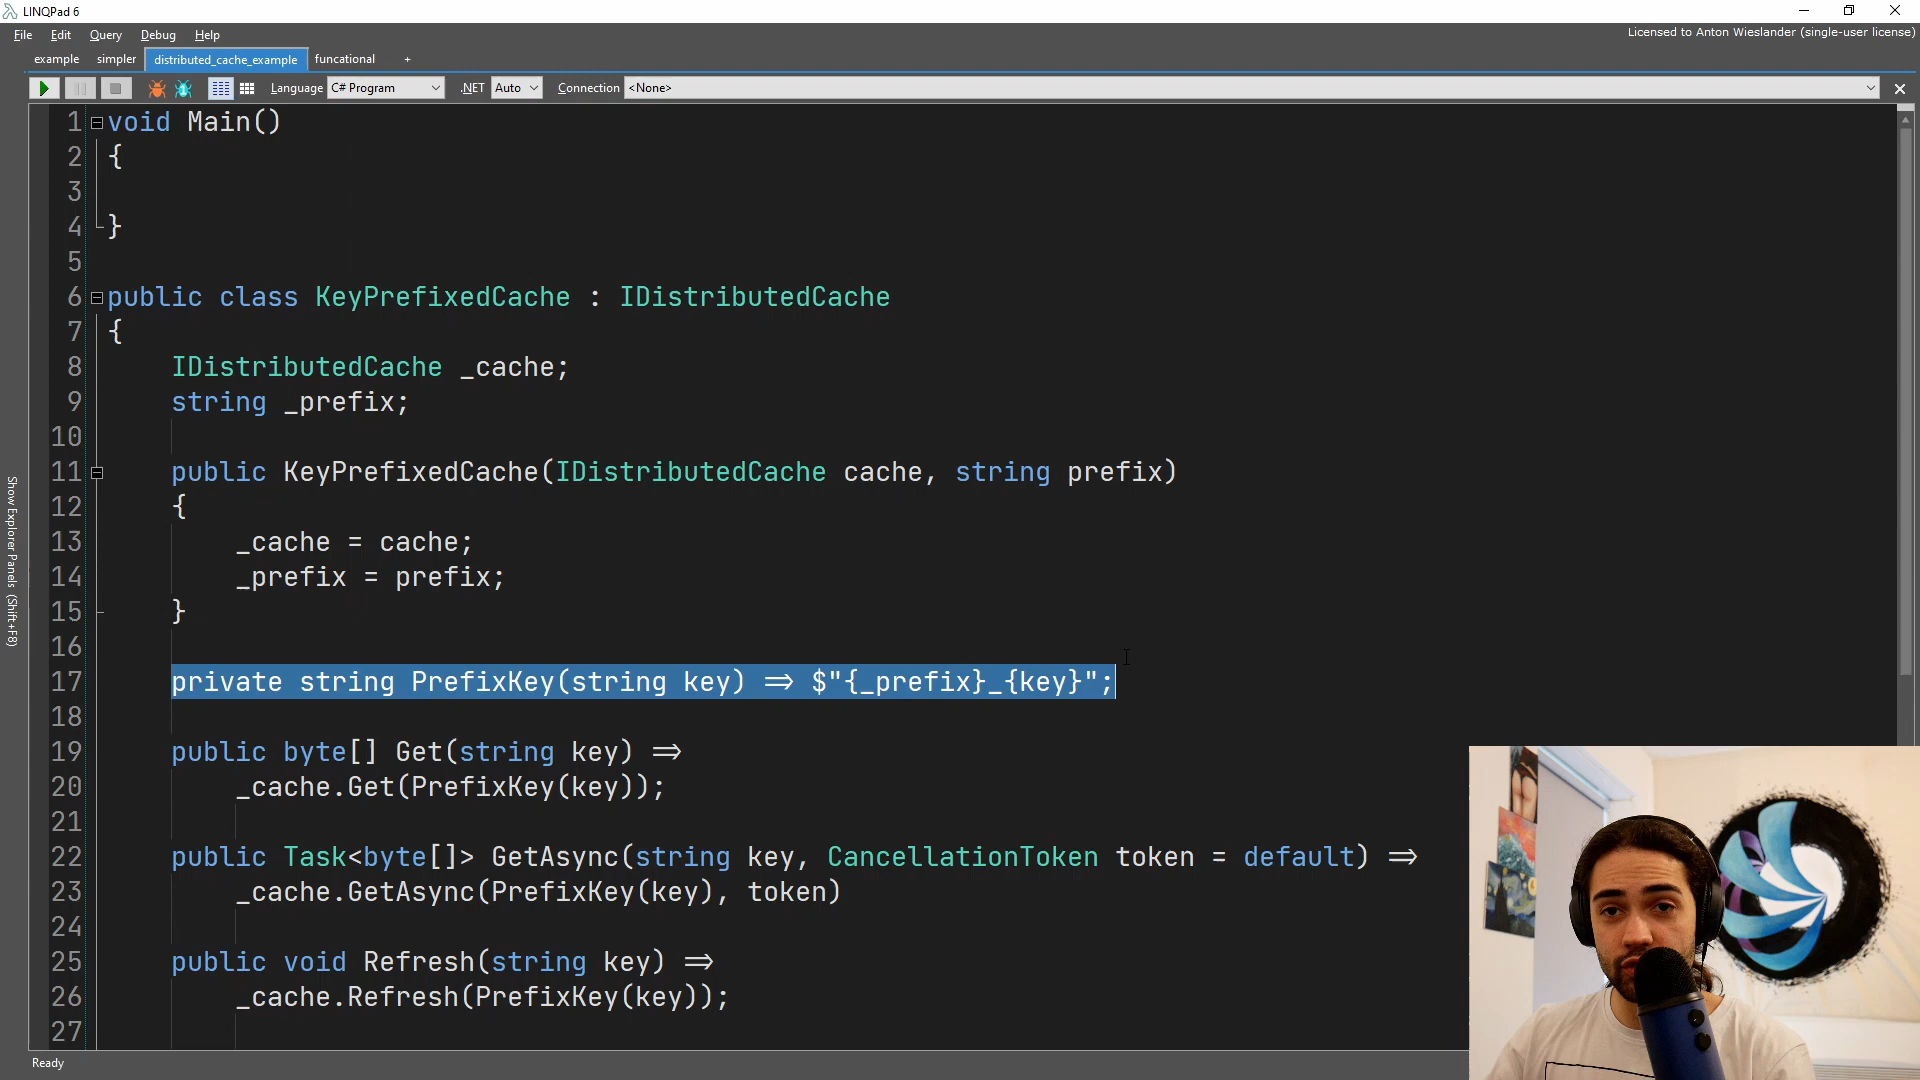 LINQPad 6
File Edit Query Debug Help
Licensed to Anton Wieslander (single-user license)
example simpler distributed_cache_example funcational +
Language C# Program .NET Auto Connection <None>
1 void Main()
2 {
3
4 }
5
6 public class KeyPrefixedCache : IDistributedCache
7 {
8 IDistributedCache _cache;
9 string _prefix;
10
11 public KeyPrefixedCache(IDistributedCache cache, string prefix)
12 {
13 _cache = cache;
14 _prefix = prefix;
15 }
16
17 private string PrefixKey(string key) => $"{_prefix}_{key}";
18
19 public byte[] Get(string key) =>
20 _cache.Get(PrefixKey(key));
21
22 public Task<byte[]> GetAsync(string key, CancellationToken token = default) =>
23 _cache.GetAsync(PrefixKey(key), token)
24
25 public void Refresh(string key) =>
26 _cache.Refresh(PrefixKey(key));
27
Show Explorer Panels (Shift+F8)
Ready